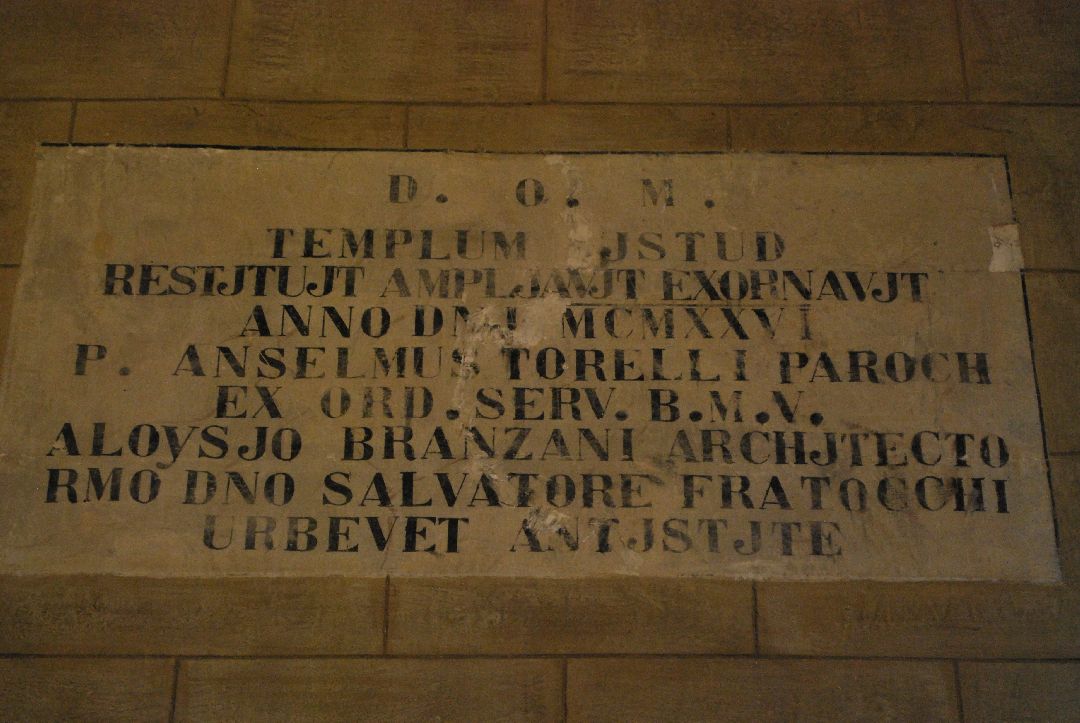 D. O. M.
TEMPLUM JSTUD
RESTJTUJT AMPLJAVJT EXORNAVJT
ANNO DNI MCMXXVI
P. ANSELMUS TORELLI PAROCH
EX ORD. SERV. B.M.V.
ALOYSJO BRANZANI ARCHJTECTO
RMO DNO SALVATORE FRATOCCHI
URBEVET ANTJSTJTE